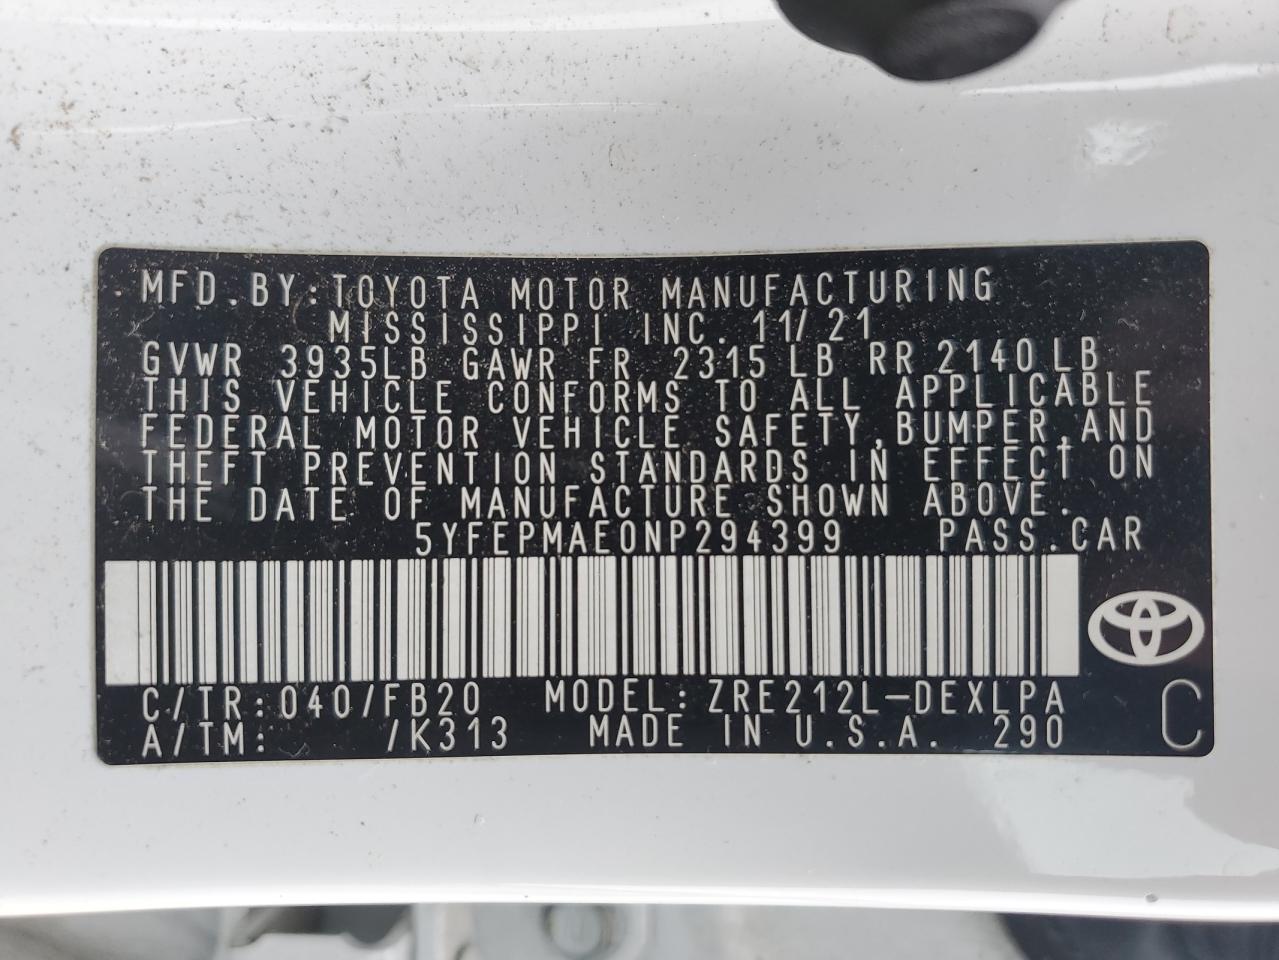 MFD.BY:TOYOTA MOTOR MANUFACTURING
MISSISSIPPI INC. 11/21
GVWR 3935LB GAWR FR 2315 LB RR 2140 LB
THIS VEHICLE CONFORMS TO ALL APPLICABLE
FEDERAL MOTOR VEHICLE SAFETY,BUMPER,AND
THEFT PREVENTION STANDARDS IN EFFECT ON
THE DATE OF MANUFACTURE SHOWN ABOVE.
5YFEPMAE0NP294399 PASS.CAR
C/TR:040/FB20 MODEL:ZRE212L-DEXLPA
A/TM: /K313 MADE IN U.S.A. 290 C